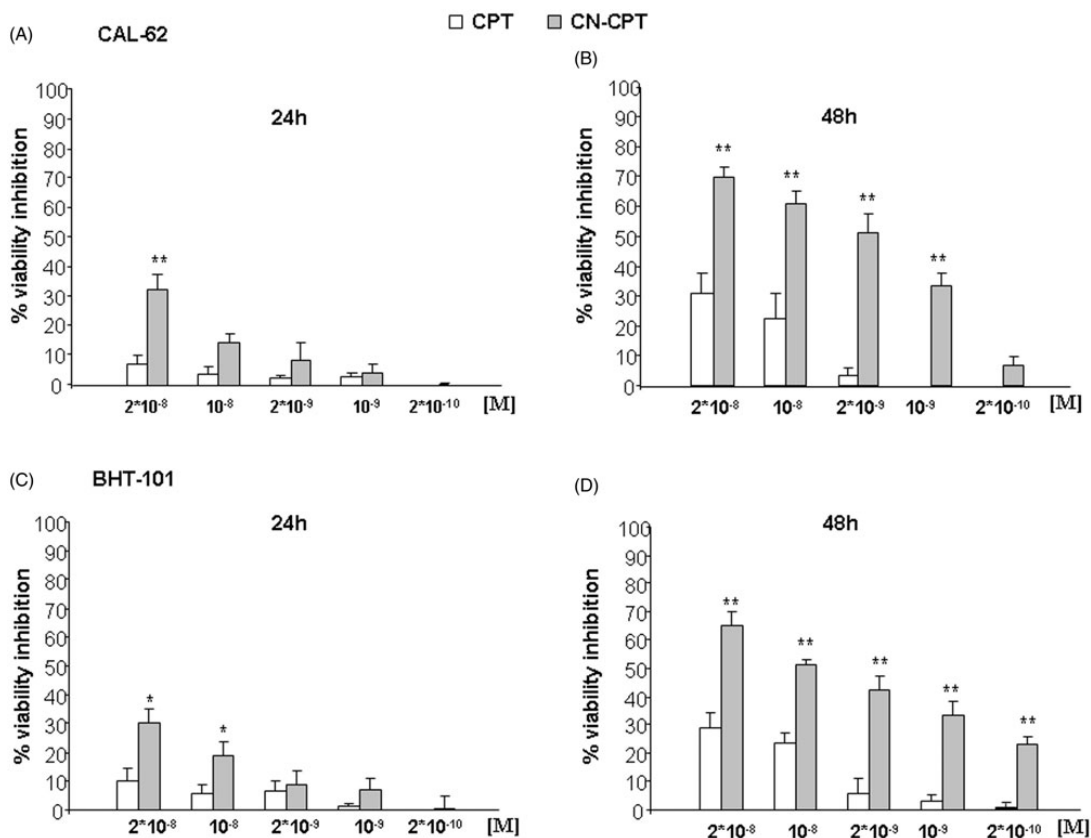 CPT CN-CPT
(A) CAL-62
24h
% viability inhibition
100
90
80
70
60
50
40
30
20
10
0
**
2*10⁻⁸ 10⁻⁸ 2*10⁻⁹ 10⁻⁹ 2*10⁻¹⁰ [M]
(B)
48h
% viability inhibition
100
90
80
70
60
50
40
30
20
10
0
** ** ** **
2*10⁻⁸ 10⁻⁸ 2*10⁻⁹ 10⁻⁹ 2*10⁻¹⁰ [M]
(C) BHT-101
24h
% viability inhibition
100
90
80
70
60
50
40
30
20
10
0
* *
2*10⁻⁸ 10⁻⁸ 2*10⁻⁹ 10⁻⁹ 2*10⁻¹⁰ [M]
(D)
48h
% viability inhibition
100
90
80
70
60
50
40
30
20
10
0
** ** ** ** **
2*10⁻⁸ 10⁻⁸ 2*10⁻⁹ 10⁻⁹ 2*10⁻¹⁰ [M]